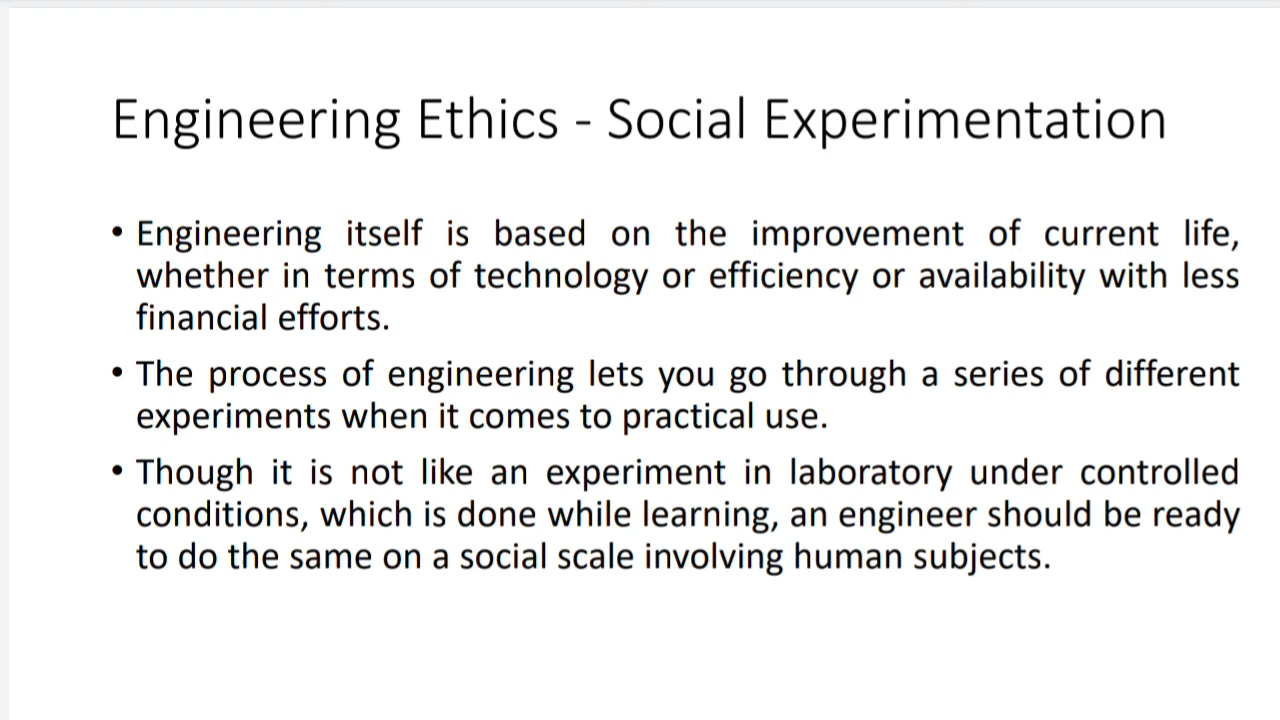 Engineering Ethics - Social Experimentation
• Engineering itself is based on the improvement of current life,
whether in terms of technology or efficiency or availability with less
financial efforts.
• The process of engineering lets you go through a series of different
experiments when it comes to practical use.
• Though it is not like an experiment in laboratory under controlled
conditions, which is done while learning, an engineer should be ready
to do the same on a social scale involving human subjects.